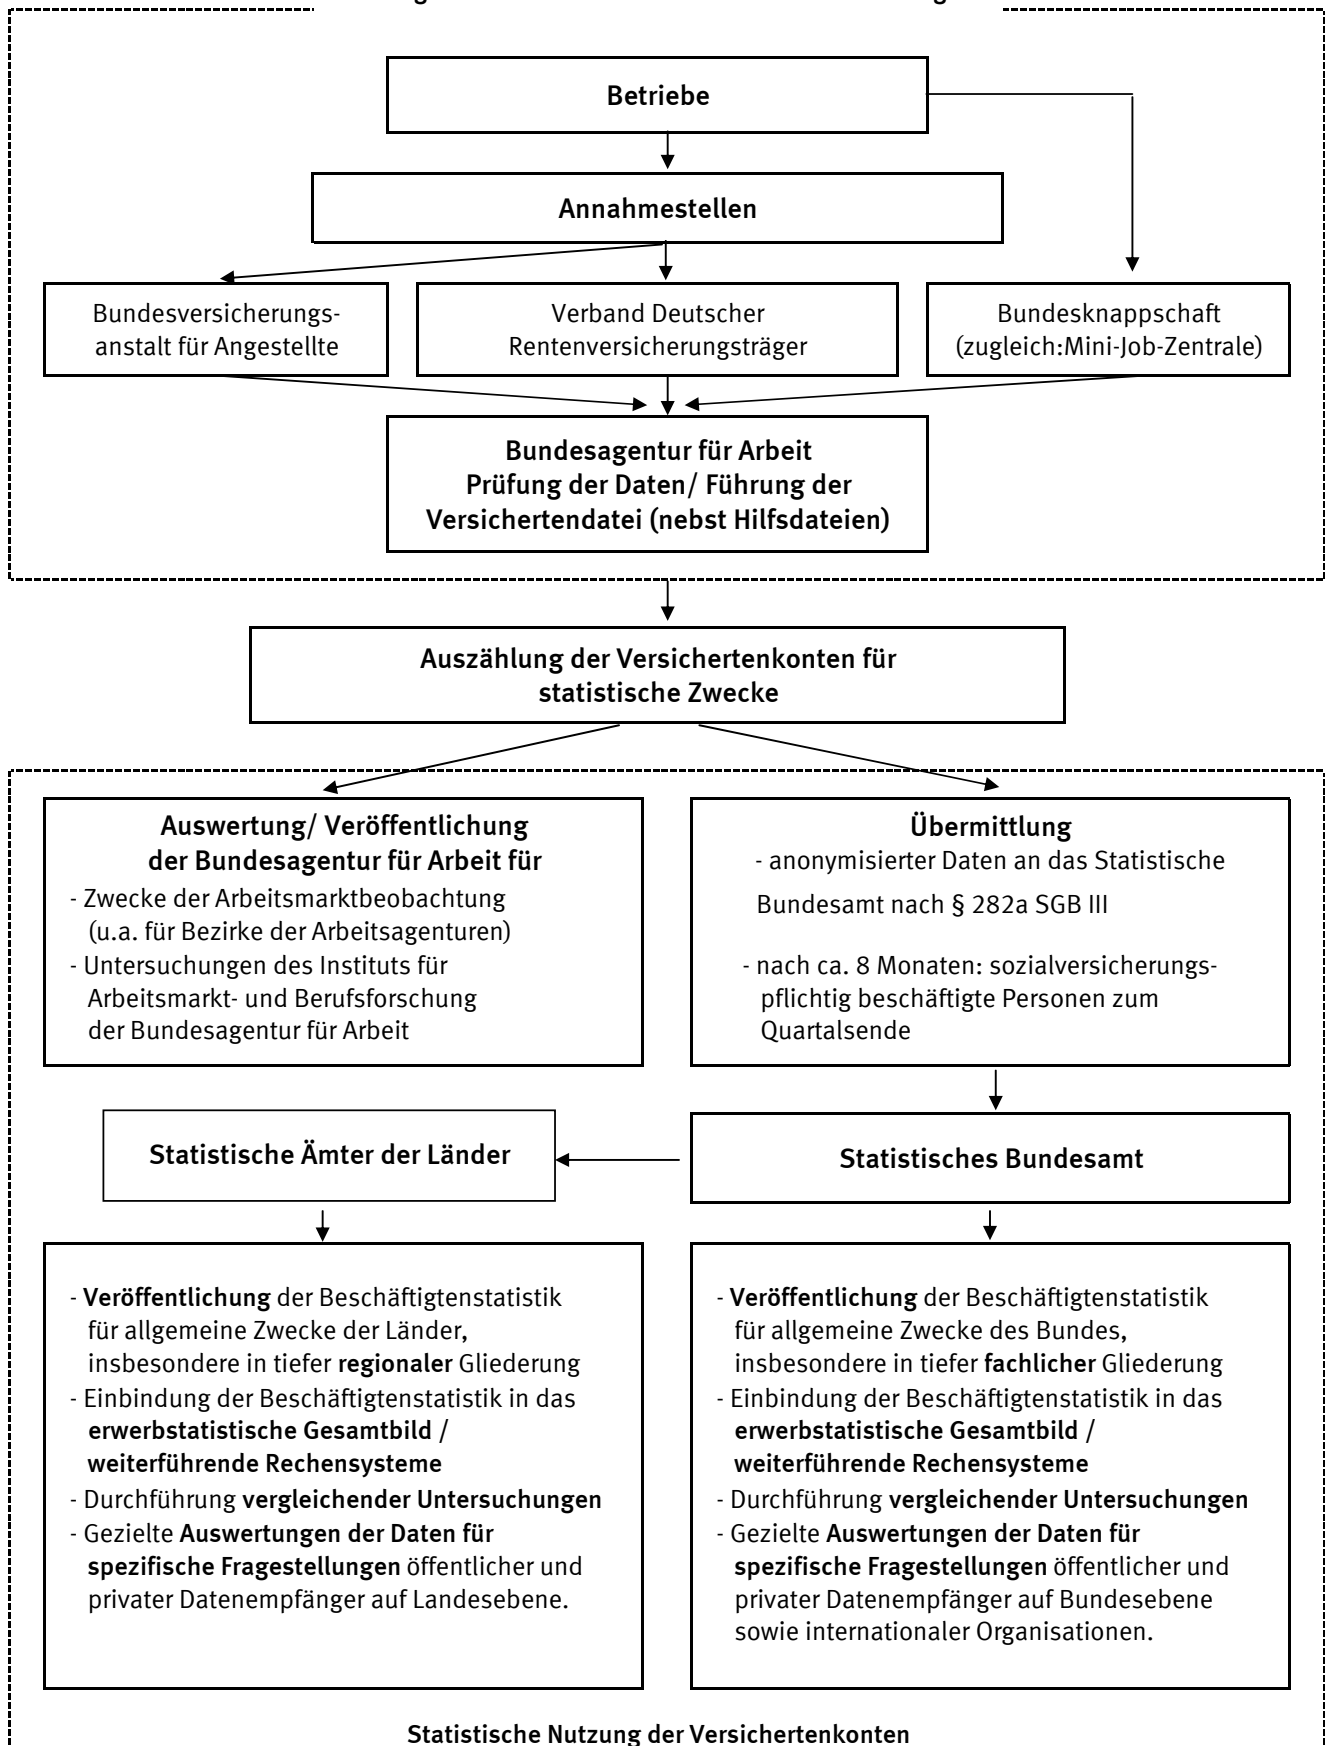 Betriebe
Annahmestellen
Bundesversicherungs-
anstalt für Angestellte
Verband Deutscher
Rentenversicherungsträger
Bundesknappschaft
(zugleich:Mini-Job-Zentrale)
Bundesagentur für Arbeit
Prüfung der Daten/ Führung der
Versichertendatei (nebst Hilfsdateien)
Auszählung der Versichertenkonten für
statistische Zwecke
Auswertung/ Veröffentlichung
der Bundesagentur für Arbeit für
- Zwecke der Arbeitsmarktbeobachtung
(u.a. für Bezirke der Arbeitsagenturen)
- Untersuchungen des Instituts für
Arbeitsmarkt- und Berufsforschung
der Bundesagentur für Arbeit
Übermittlung
- anonymisierter Daten an das Statistische
Bundesamt nach § 282a SGB III
- nach ca. 8 Monaten: sozialversicherungs-
pflichtig beschäftigte Personen zum
Quartalsende
Statistische Ämter der Länder
Statistisches Bundesamt
- Veröffentlichung der Beschäftigtenstatistik
für allgemeine Zwecke der Länder,
insbesondere in tiefer regionaler Gliederung
- Einbindung der Beschäftigtenstatistik in das
erwerbstatistische Gesamtbild /
weiterführende Rechensysteme
- Durchführung vergleichender Untersuchungen
- Gezielte Auswertungen der Daten für
spezifische Fragestellungen öffentlicher und
privater Datenempfänger auf Landesebene.
- Veröffentlichung der Beschäftigtenstatistik
für allgemeine Zwecke des Bundes,
insbesondere in tiefer fachlicher Gliederung
- Einbindung der Beschäftigtenstatistik in das
erwerbstatistische Gesamtbild /
weiterführende Rechensysteme
- Durchführung vergleichender Untersuchungen
- Gezielte Auswertungen der Daten für
spezifische Fragestellungen öffentlicher und
privater Datenempfänger auf Bundesebene
sowie internationaler Organisationen.
Statistische Nutzung der Versichertenkonten